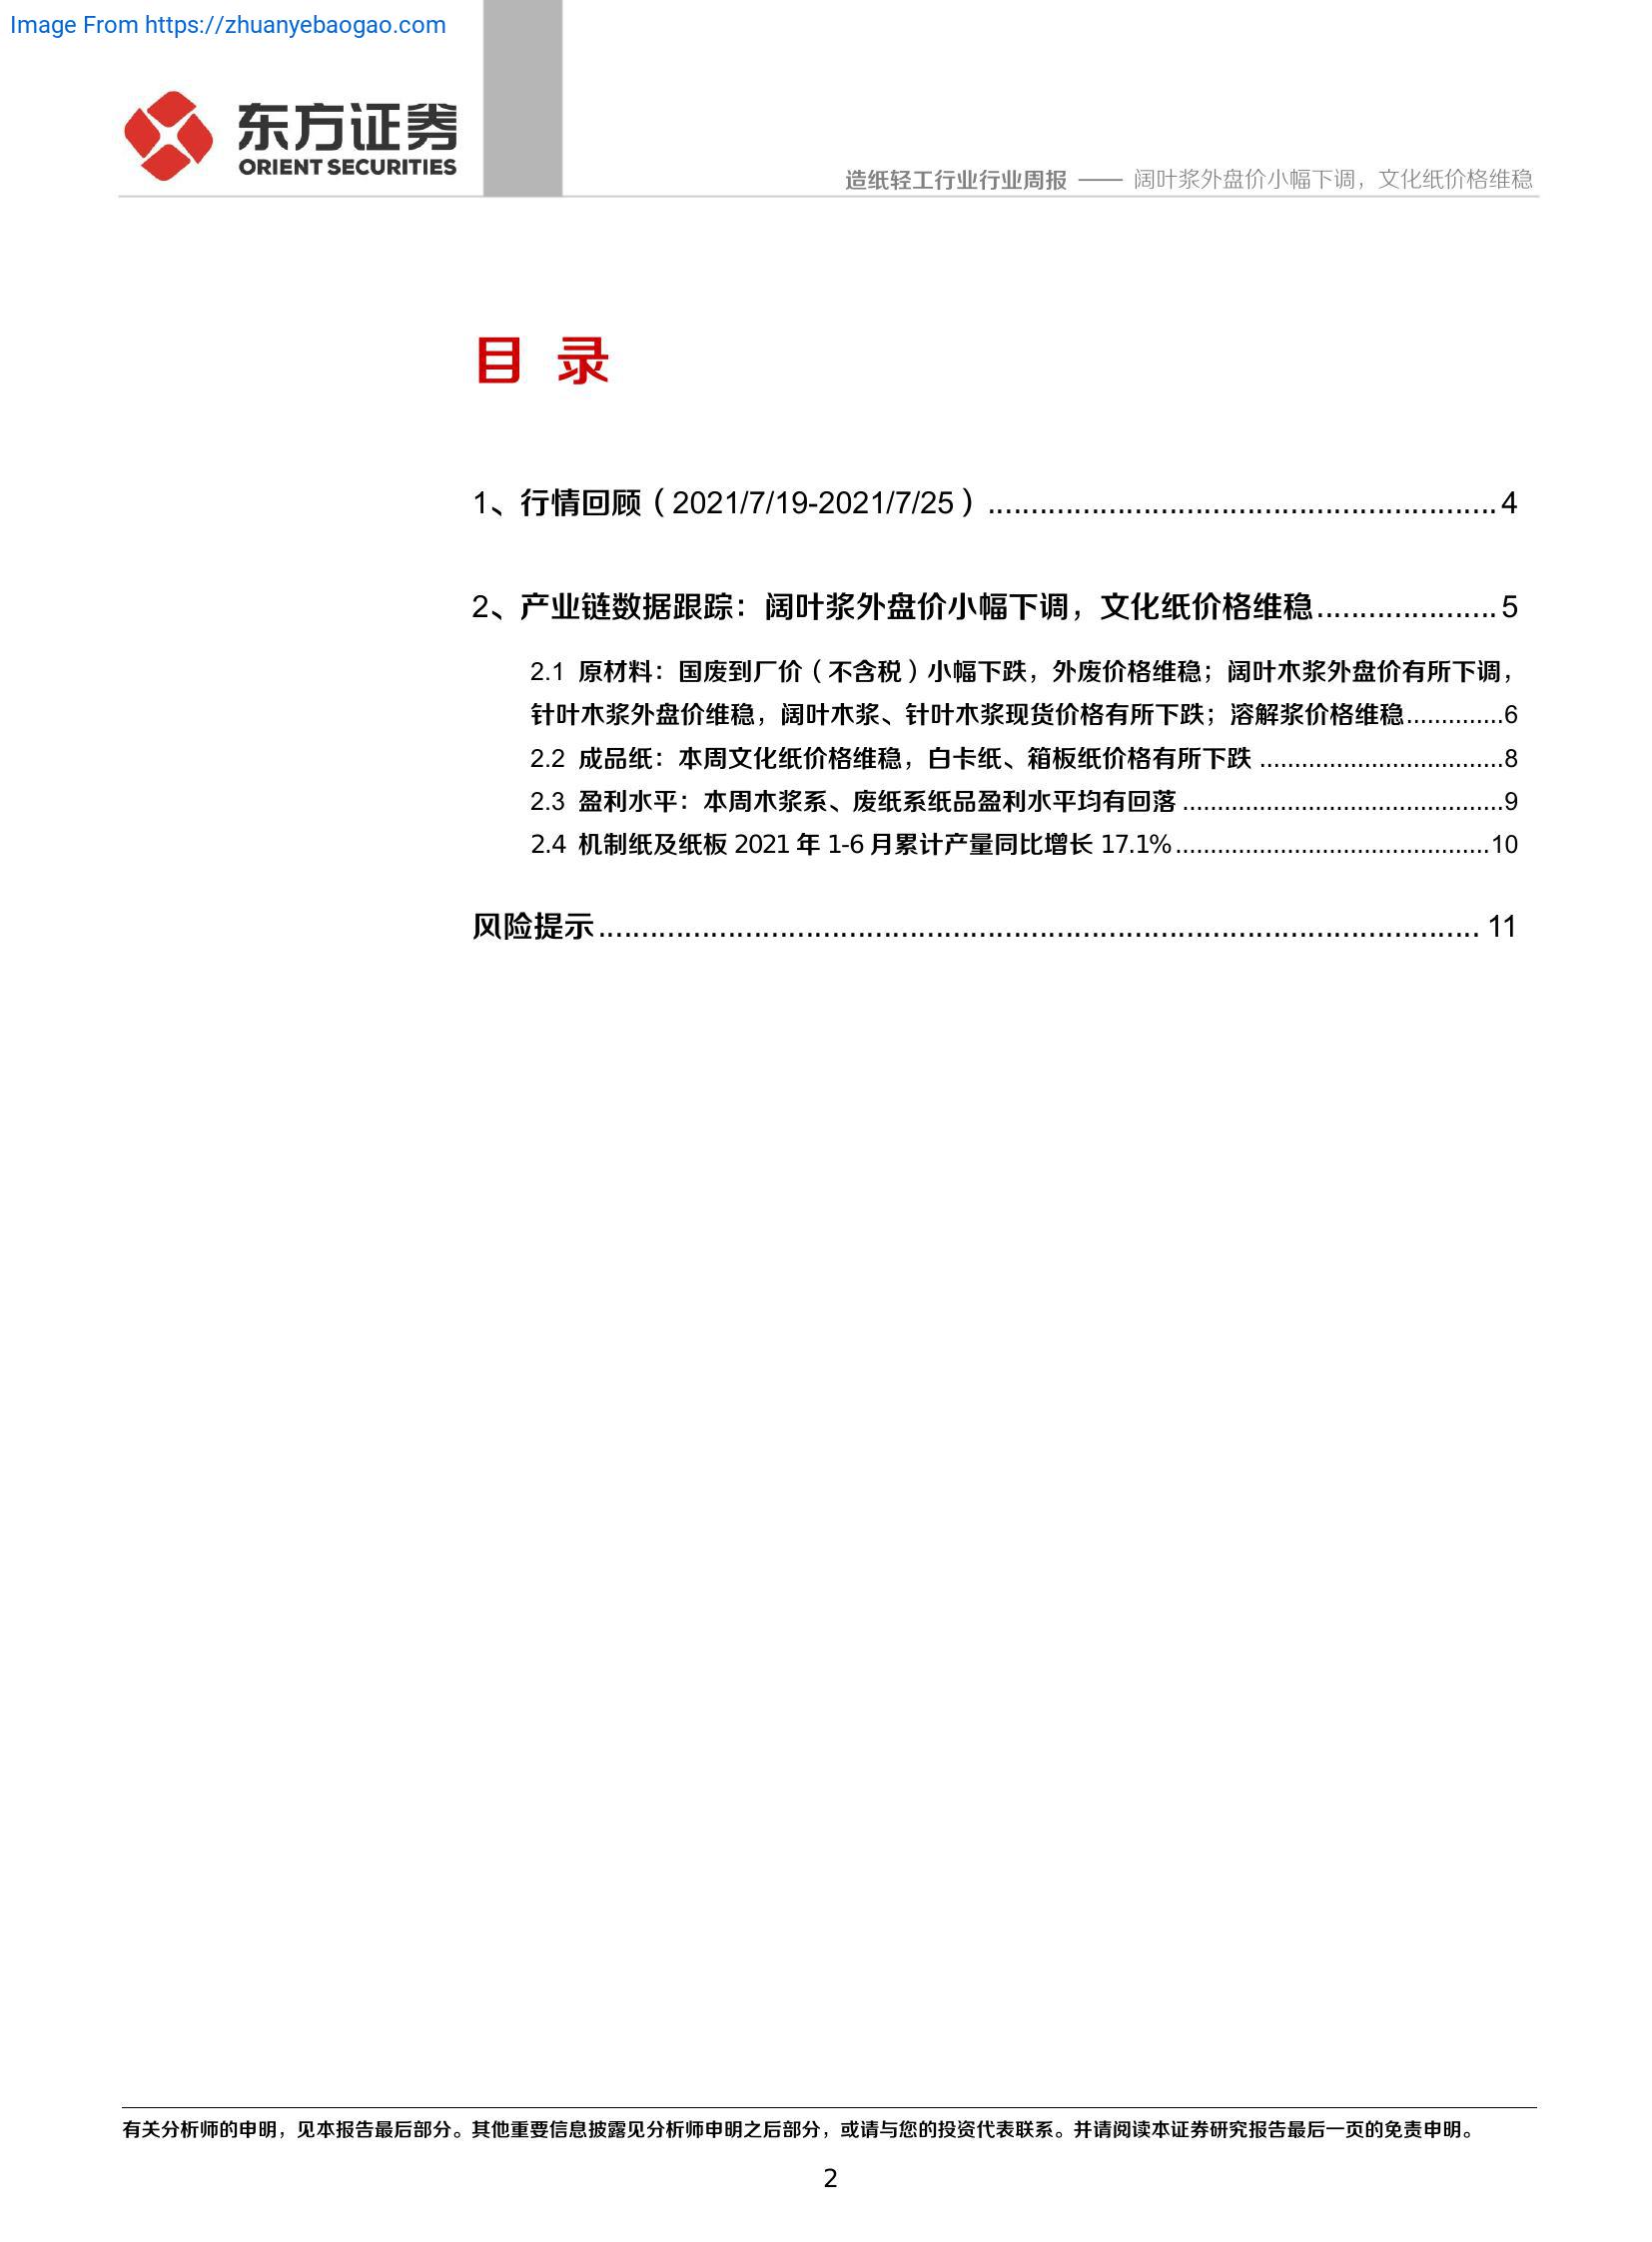 Image From https://zhuanyebaogao.com
东方证券
ORIENT SECURITIES
造纸轻工行业行业周报 —— 阔叶浆外盘价小幅下调，文化纸价格维稳
目 录
1、行情回顾（2021/7/19-2021/7/25）............................................................4
2、产业链数据跟踪：阔叶浆外盘价小幅下调，文化纸价格维稳.....................5
2.1 原材料：国废到厂价（不含税）小幅下跌，外废价格维稳；阔叶木浆外盘价有所下调，
针叶木浆外盘价维稳，阔叶木浆、针叶木浆现货价格有所下跌；溶解浆价格维稳..............6
2.2 成品纸：本周文化纸价格维稳，白卡纸、箱板纸价格有所下跌 ...................................8
2.3 盈利水平：本周木浆系、废纸系纸品盈利水平均有回落 ..............................................9
2.4 机制纸及纸板 2021 年 1-6 月累计产量同比增长 17.1%.............................................10
风险提示....................................................................................................... 11
有关分析师的申明，见本报告最后部分。其他重要信息披露见分析师申明之后部分，或请与您的投资代表联系。并请阅读本证券研究报告最后一页的免责申明。
2